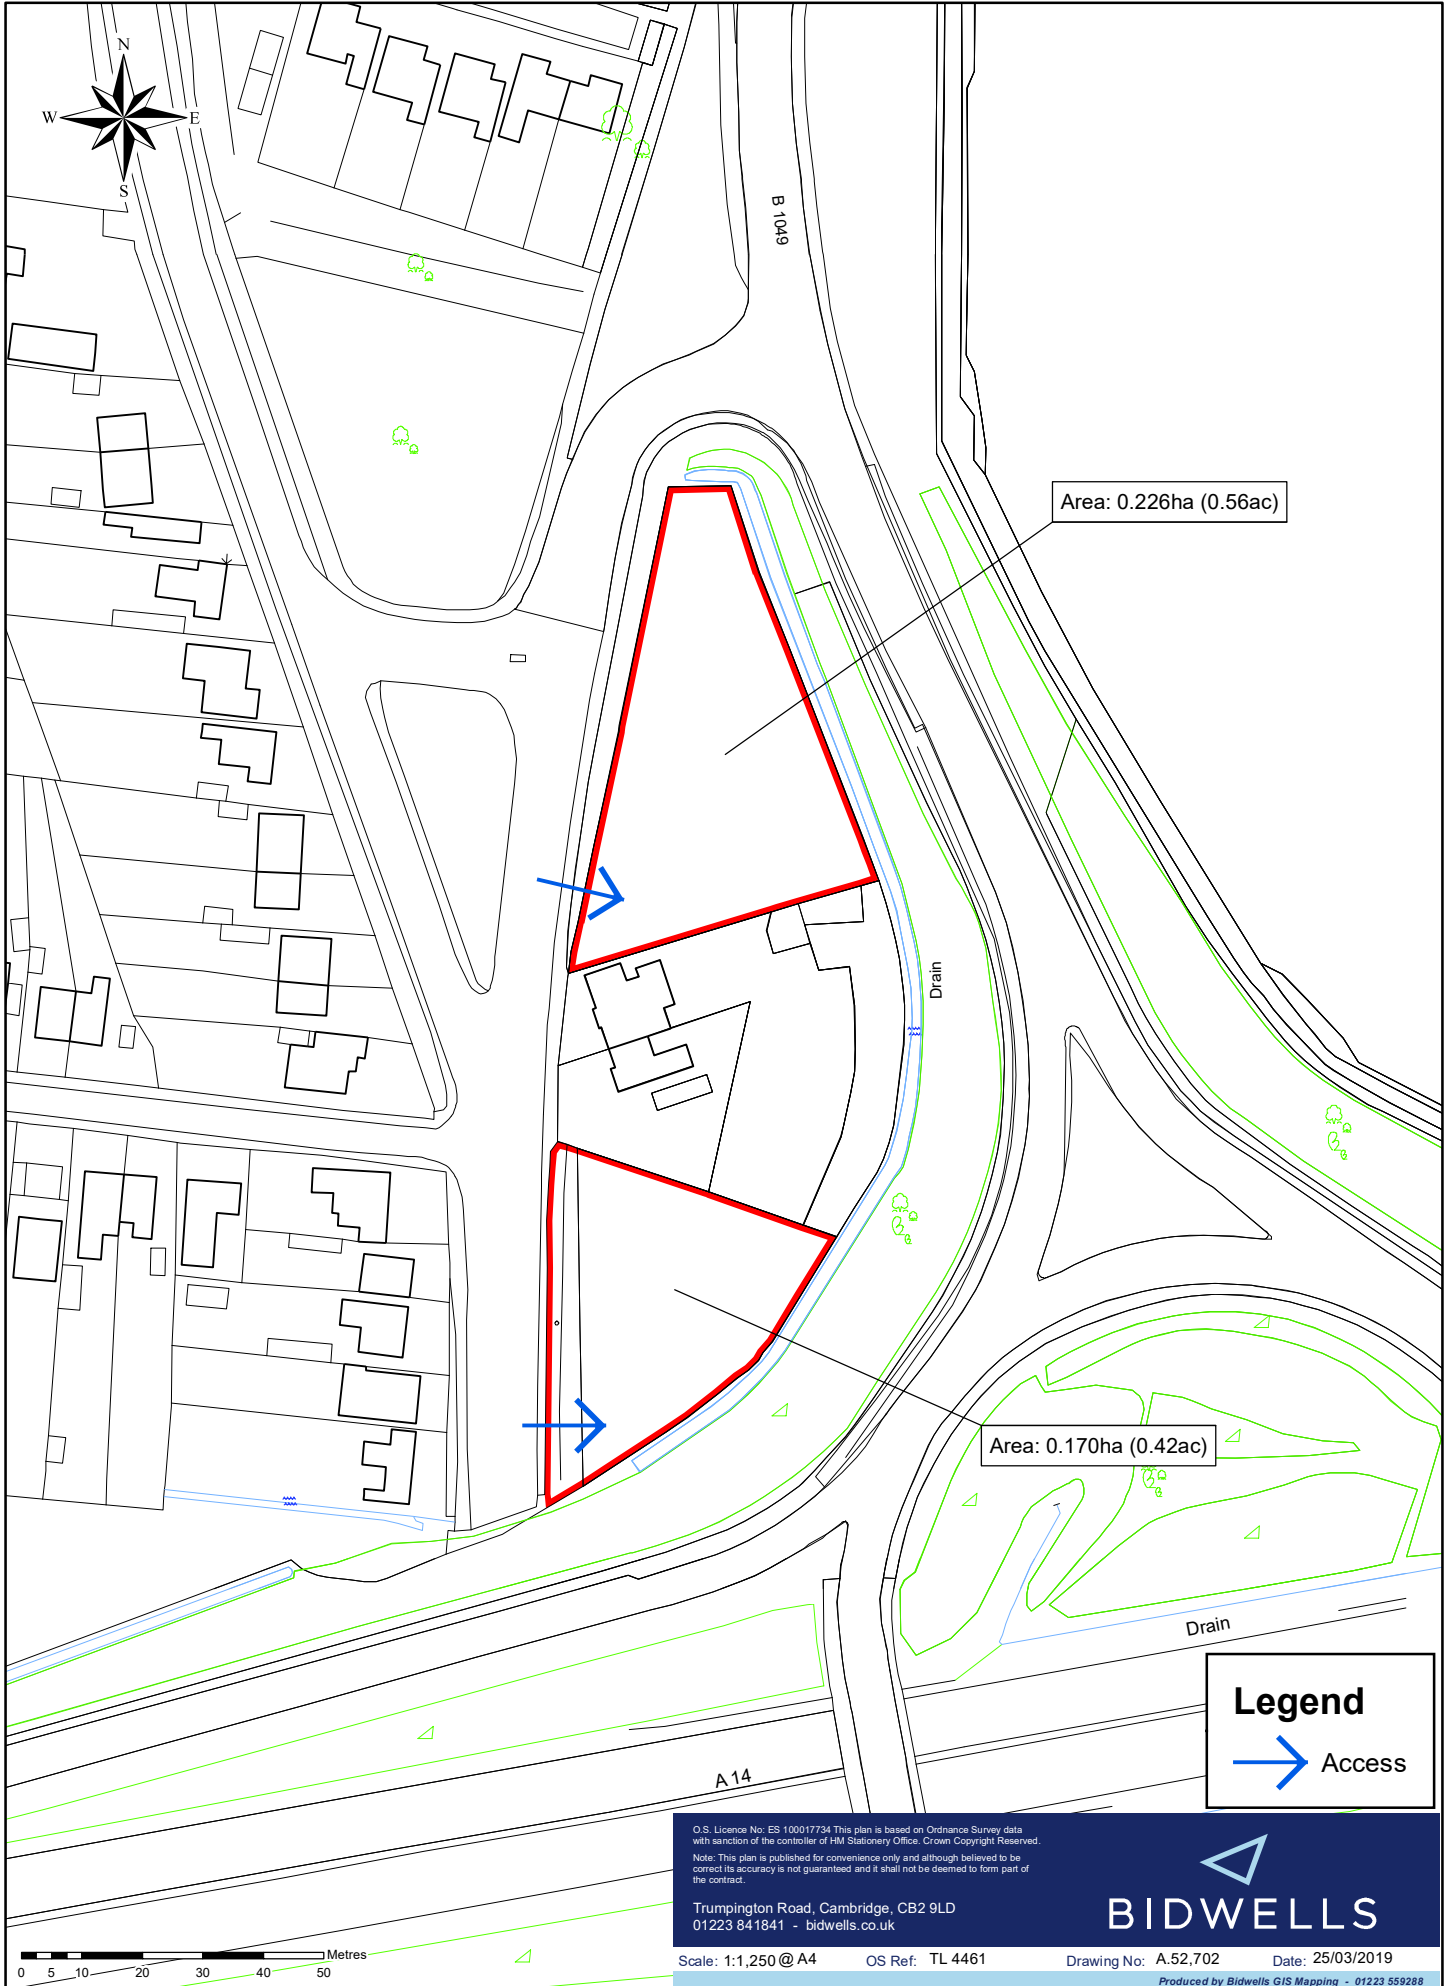 N
W
E
S
B 1049
Area: 0.226ha (0.56ac)
Drain
Area: 0.170ha (0.42ac)
Drain
Legend
Access
A 14
O.S. Licence No: ES 100017734 This plan is based on Ordnance Survey data
with sanction of the controller of HM Stationery Office. Crown Copyright Reserved.
Note: This plan is published for convenience only and although believed to be
correct its accuracy is not guaranteed and it shall not be deemed to form part of
the contract.
Trumpington Road, Cambridge, CB2 9LD
01223 841841 - bidwells.co.uk
BIDWELLS
Metres
0 5 10 20 30 40 50
Scale: 1:1,250 @ A4 OS Ref: TL 4461 Drawing No: A.52,702 Date: 25/03/2019
Produced by Bidwells GIS Mapping - 01223 559288